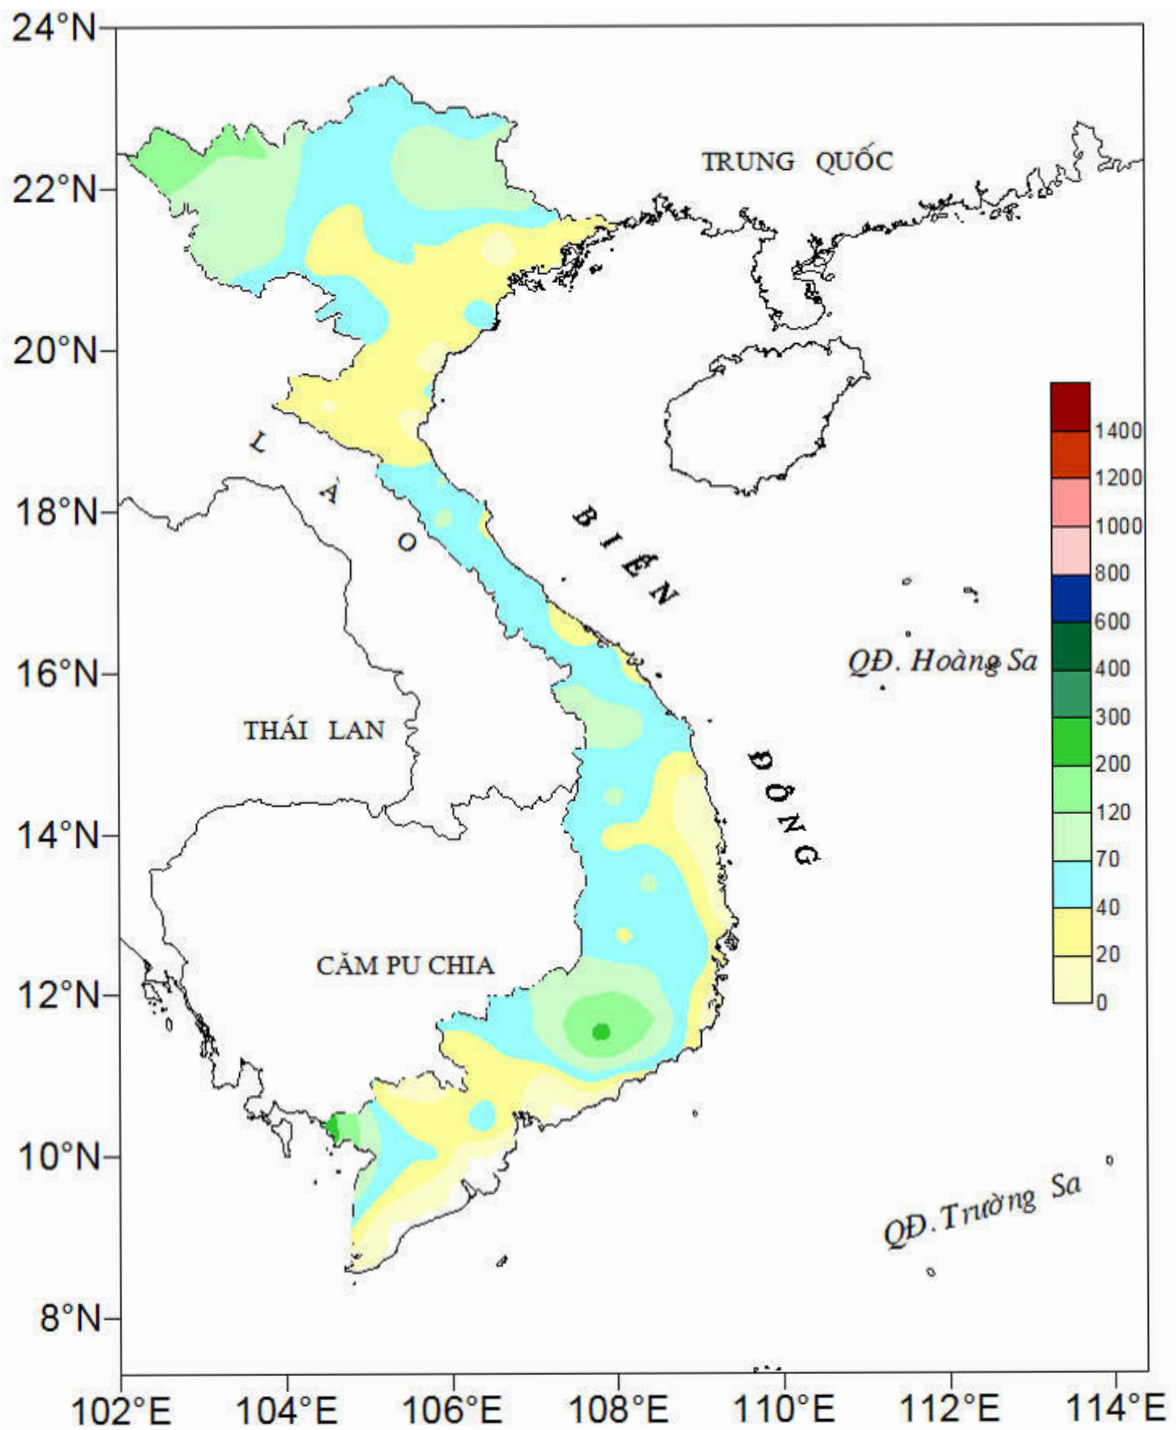 24°N
22°N
20°N
18°N
16°N
14°N
12°N
10°N
8°N
102°E 104°E 106°E 108°E 110°E 112°E 114°E
TRUNG QUỐC
LÀO
BIỂN ĐÔNG
THÁI LAN
CĂM PU CHIA
QĐ. Hoàng Sa
QĐ. Trường Sa
1400
1200
1000
800
600
400
300
200
120
70
40
20
0